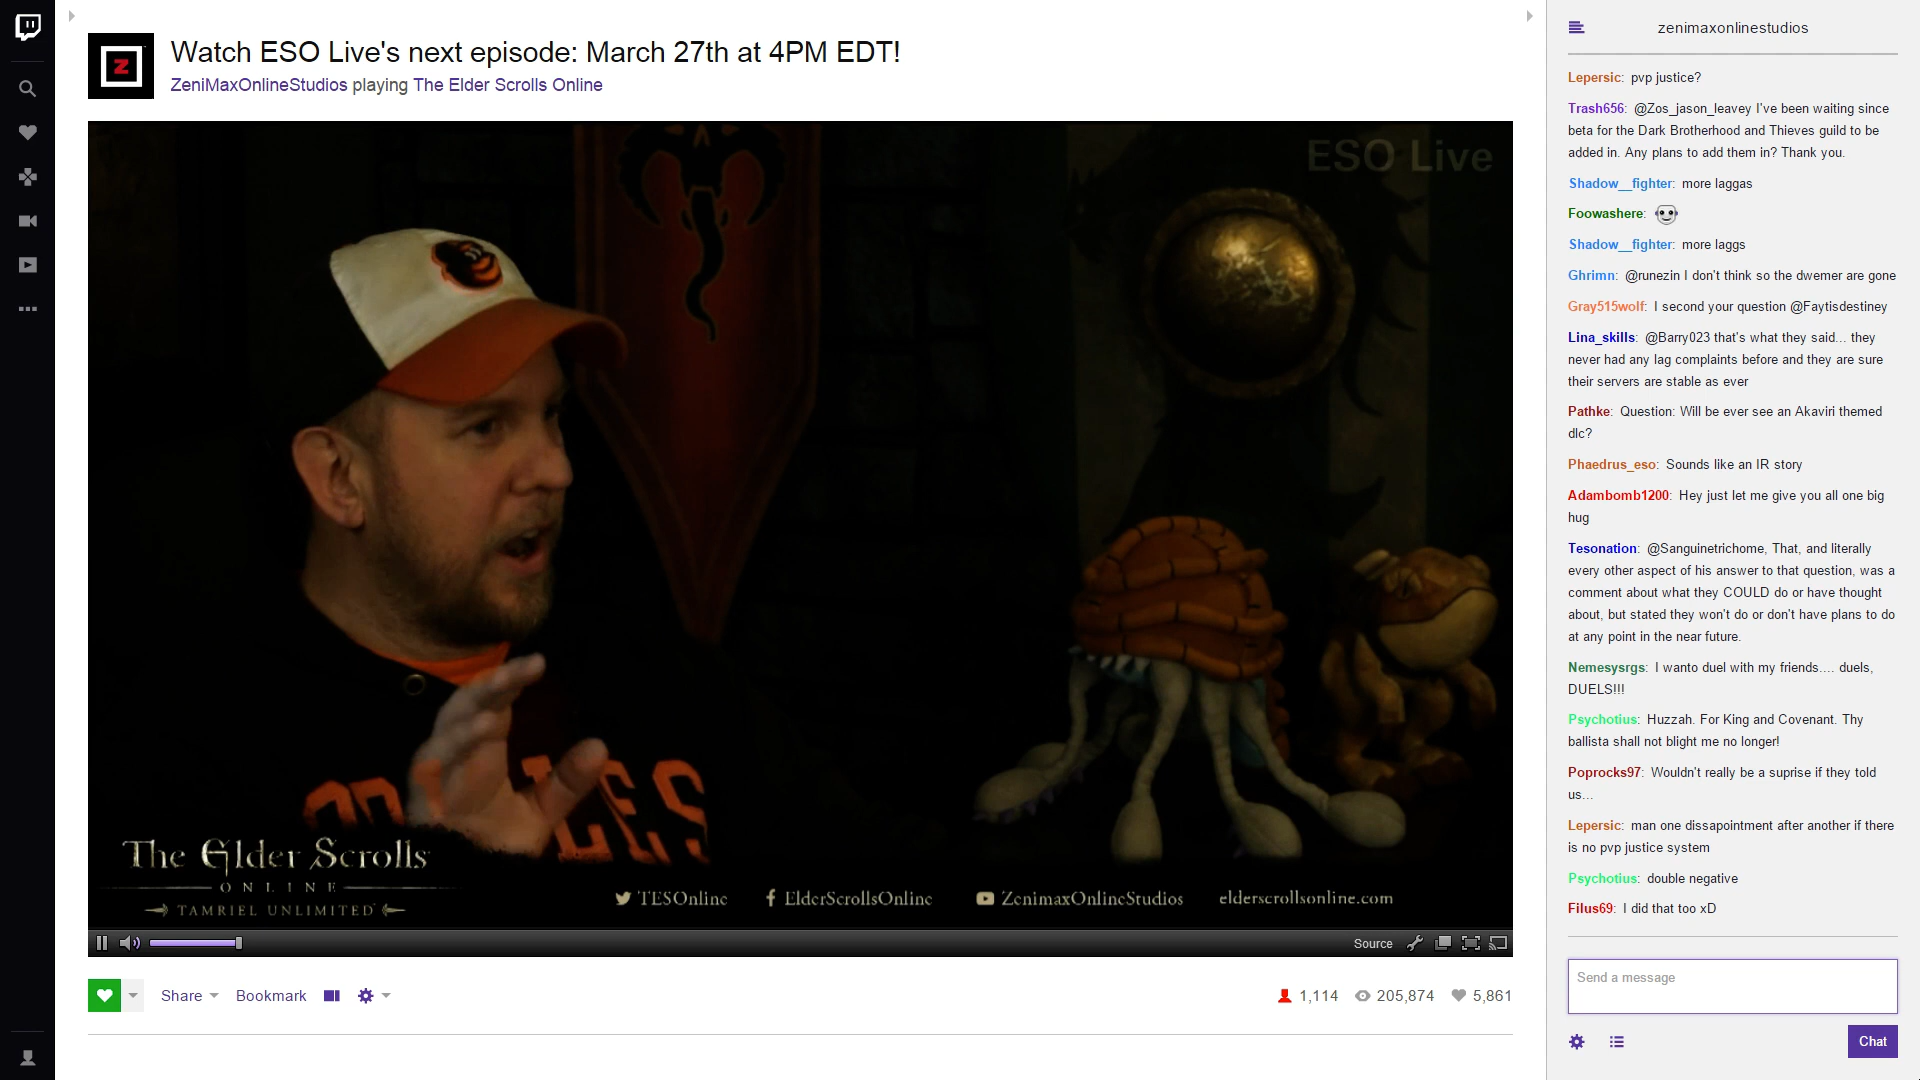 Watch ESO Live's next episode: March 27th at 4PM EDT!
ZeniMaxOnlineStudios playing The Elder Scrolls Online
ESO Live
The Elder Scrolls
ONLINE
TAMRIEL UNLIMITED
TESOnline
ElderScrollsOnline
ZenimaxOnlineStudios
elderscrollsonline.com
Source
Share
Bookmark
1,114
205,874
5,861
zenimaxonlinestudios
Lepersic: pvp justice?
Trash656: @Zos_jason_leavey I've been waiting since
beta for the Dark Brotherhood and Thieves guild to be
added in. Any plans to add them in? Thank you.
Shadow__fighter: more laggas
Foowashere:
Shadow__fighter: more laggs
Ghrimn: @runezin I don't think so the dwemer are gone
Gray515wolf: I second your question @Faytisdestiney
Lina_skills: @Barry023 that's what they said... they
never had any lag complaints before and they are sure
their servers are stable as ever
Pathke: Question: Will be ever see an Akaviri themed
dlc?
Phaedrus_eso: Sounds like an IR story
Adambomb1200: Hey just let me give you all one big
hug
Tesonation: @Sanguinetrichome, That, and literally
every other aspect of his answer to that question, was a
comment about what they COULD do or have thought
about, but stated they won't do or don't have plans to do
at any point in the near future.
Nemesysrgs: I wanto duel with my friends.... duels,
DUELS!!!
Psychotius: Huzzah. For King and Covenant. Thy
ballista shall not blight me no longer!
Poprocks97: Wouldn't really be a suprise if they told
us...
Lepersic: man one dissapointment after another if there
is no pvp justice system
Psychotius: double negative
Filus69: I did that too xD
Send a message
Chat